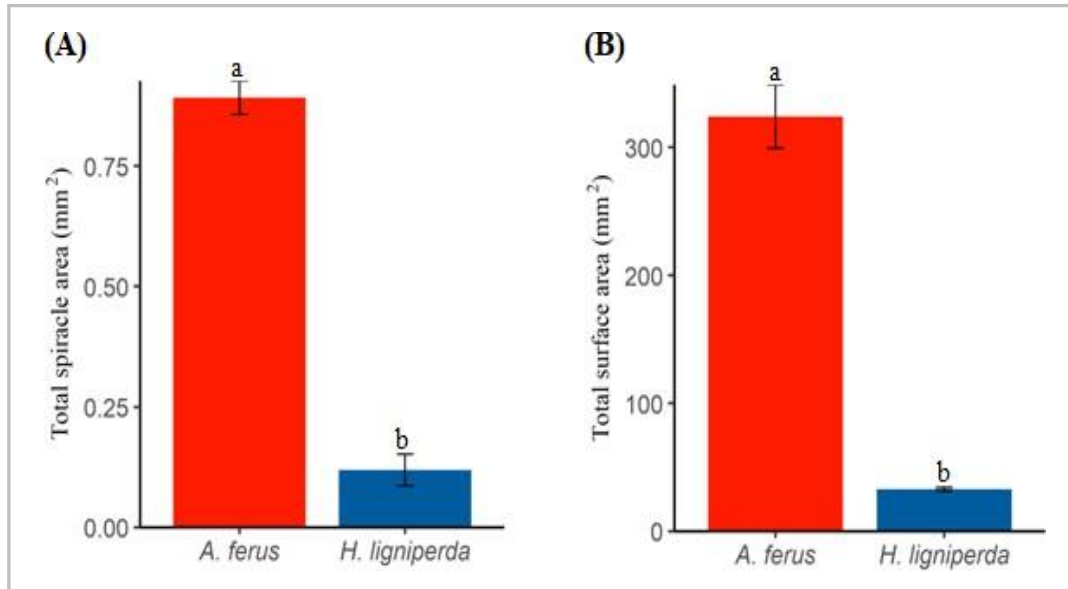 (A)
a
Total spiracle area (mm²)
0.75
0.50
b
0.25
0.00
A. ferus H. ligniperda
(B)
a
Total surface area (mm²)
300
200
100
b
0
A. ferus H. ligniperda